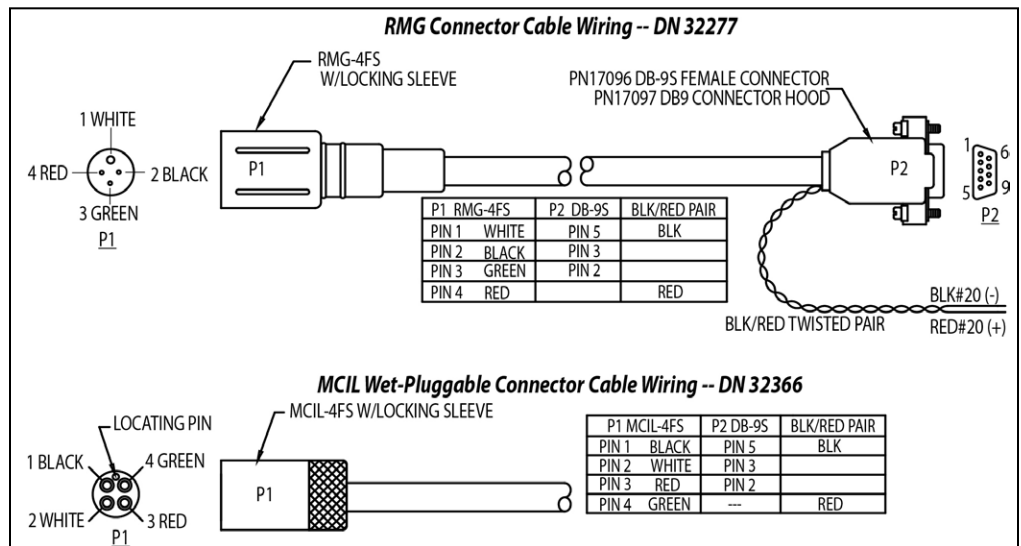 RMG Connector Cable Wiring -- DN 32277
RMG-4FS
W/LOCKING SLEEVE
PN17096 DB-9S FEMALE CONNECTOR
PN17097 DB9 CONNECTOR HOOD
1 WHITE
4 RED
2 BLACK
3 GREEN
P1
P1
P2
1
6
5
9
P2
P1 RMG-4FS P2 DB-9S BLK/RED PAIR
PIN 1 WHITE PIN 5 BLK
PIN 2 BLACK PIN 3
PIN 3 GREEN PIN 2
PIN 4 RED RED
BLK/RED TWISTED PAIR
BLK#20 (-)
RED#20 (+)
MCIL Wet-Pluggable Connector Cable Wiring -- DN 32366
LOCATING PIN
MCIL-4FS W/LOCKING SLEEVE
1 BLACK
4 GREEN
2 WHITE
3 RED
P1
P1
P1 MCIL-4FS P2 DB-9S BLK/RED PAIR
PIN 1 BLACK PIN 5 BLK
PIN 2 WHITE PIN 3
PIN 3 RED PIN 2
PIN 4 GREEN --- RED